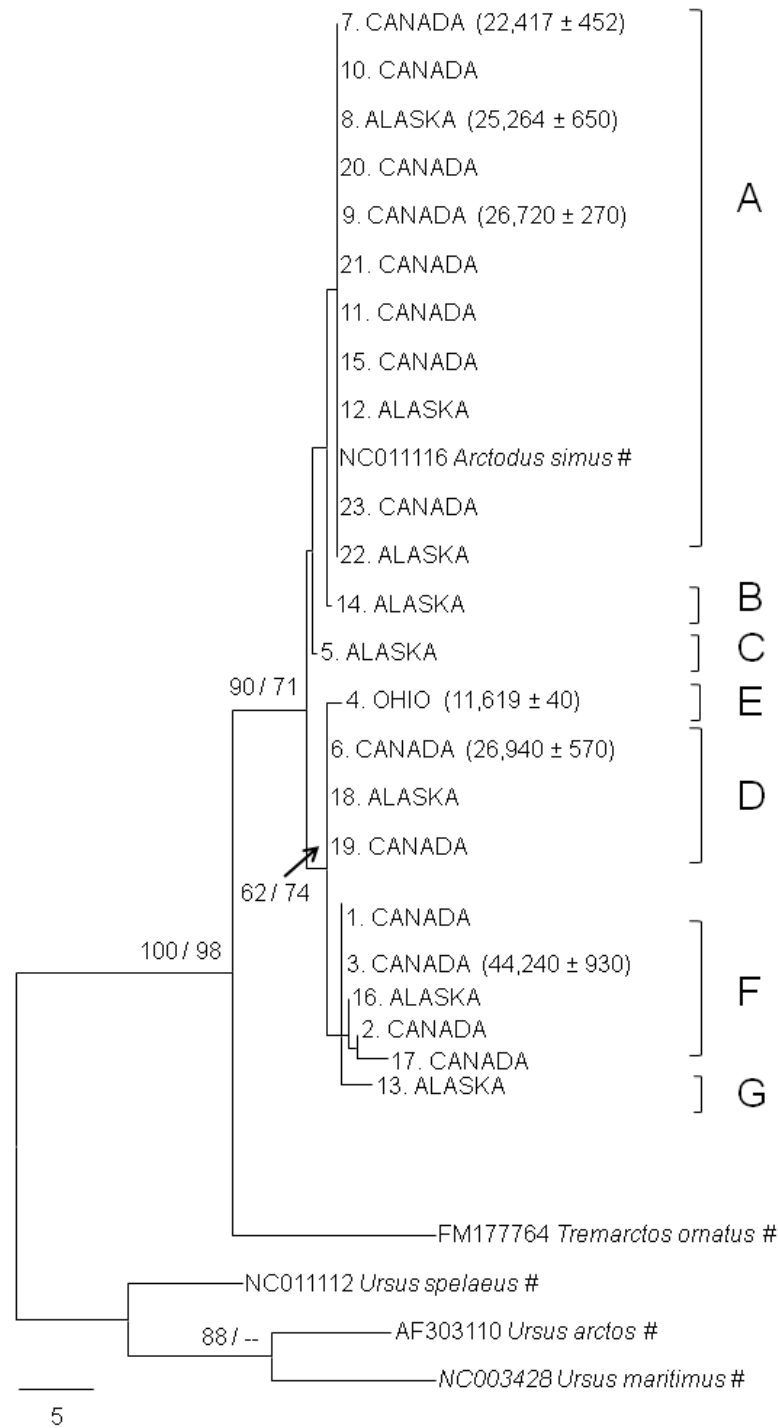 7. CANADA (22,417 ± 452)
10. CANADA
8. ALASKA (25,264 ± 650)
20. CANADA
A
9. CANADA (26,720 ± 270)
21. CANADA
11. CANADA
15. CANADA
12. ALASKA
NC011116 Arctodus simus #
23. CANADA
22. ALASKA
14. ALASKA
B
5. ALASKA
C
90 / 71
4. OHIO (11,619 ± 40)
E
6. CANADA (26,940 ± 570)
18. ALASKA
D
19. CANADA
62 / 74
1. CANADA
100 / 98
3. CANADA (44,240 ± 930)
F
16. ALASKA
2. CANADA
17. CANADA
13. ALASKA
G
FM177764 Tremarctos ornatus #
NC011112 Ursus spelaeus #
88 / --
AF303110 Ursus arctos #
NC003428 Ursus maritimus #
5